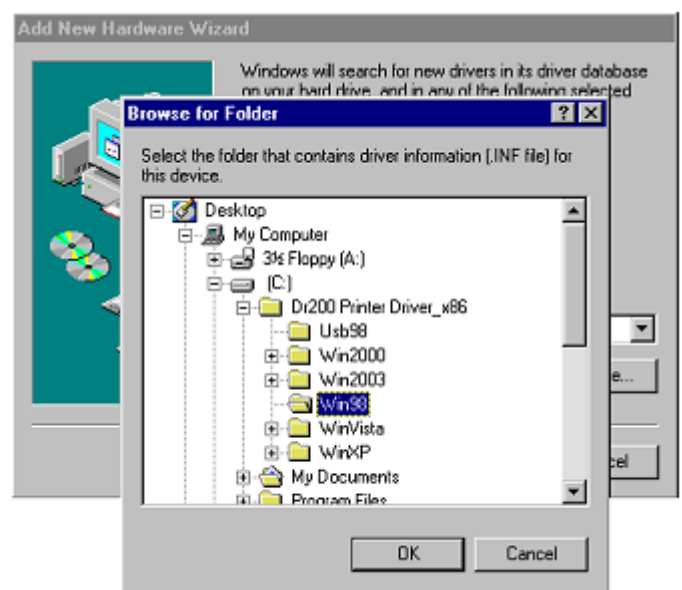 Add New Hardware Wizard
Windows will search for new drivers in its driver database
on your hard drive, and in any of the following selected
Browse for Folder
Select the folder that contains driver information (.INF file) for
this device.
Desktop
My Computer
3½ Floppy (A:)
(C:)
Dr200 Printer Driver_x86
Usb98
Win2000
Win2003
Win98
WinVista
WinXP
My Documents
Program Files
OK
Cancel